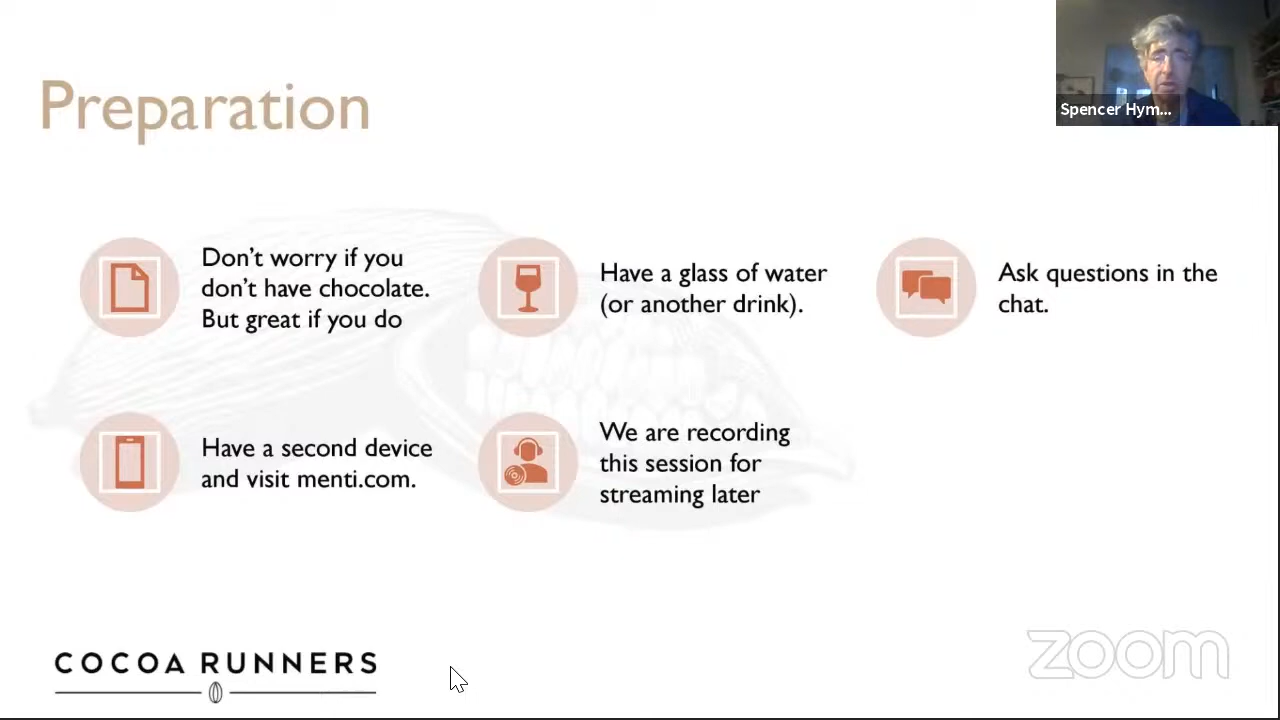 Preparation
Spencer Hym...
Don't worry if you
don't have chocolate.
But great if you do
Have a glass of water
(or another drink).
Ask questions in the
chat.
Have a second device
and visit menti.com.
We are recording
this session for
streaming later
COCOA RUNNERS
zoom